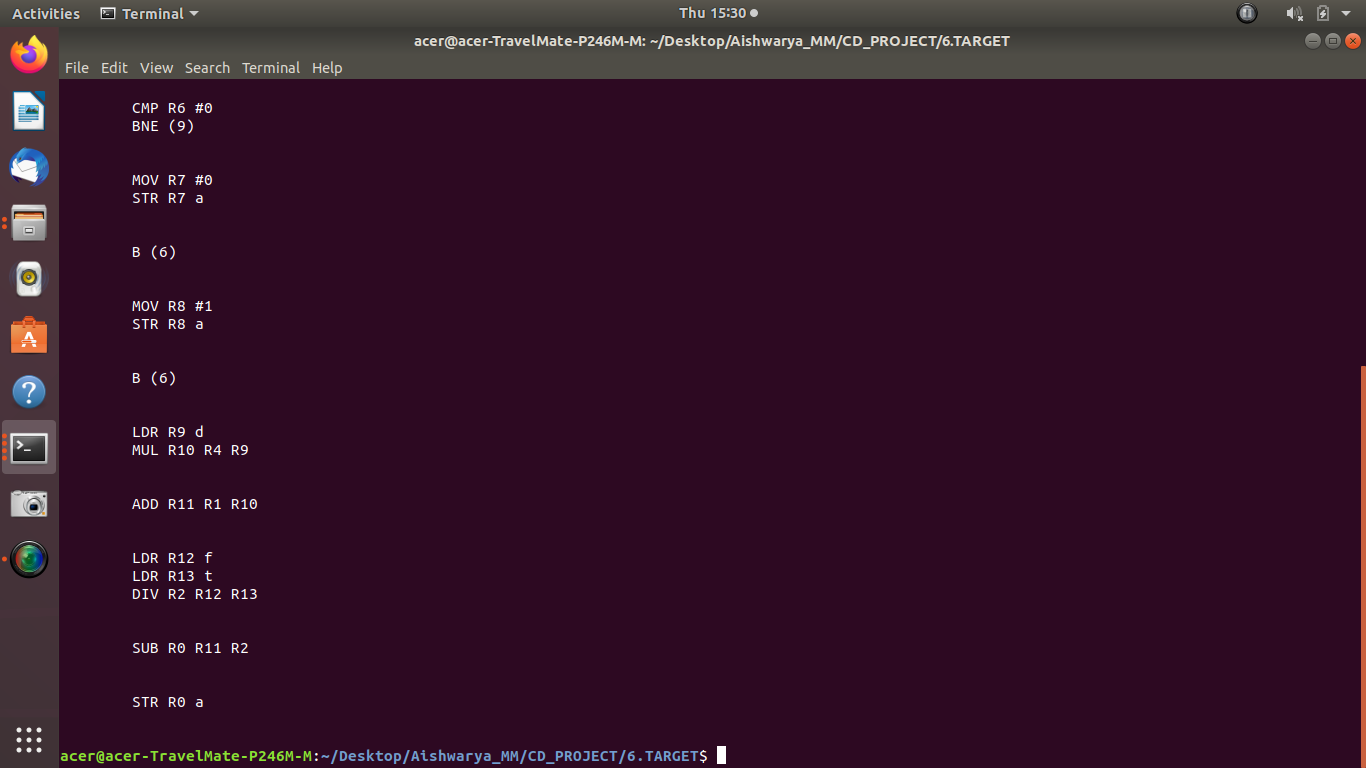 Activities Terminal Thu 15:30
acer@acer-TravelMate-P246M-M: ~/Desktop/Aishwarya_MM/CD_PROJECT/6.TARGET
File Edit View Search Terminal Help
CMP R6 #0
BNE (9)
MOV R7 #0
STR R7 a
B (6)
MOV R8 #1
STR R8 a
B (6)
LDR R9 d
MUL R10 R4 R9
ADD R11 R1 R10
LDR R12 f
LDR R13 t
DIV R2 R12 R13
SUB R0 R11 R2
STR R0 a
acer@acer-TravelMate-P246M-M:~/Desktop/Aishwarya_MM/CD_PROJECT/6.TARGET$